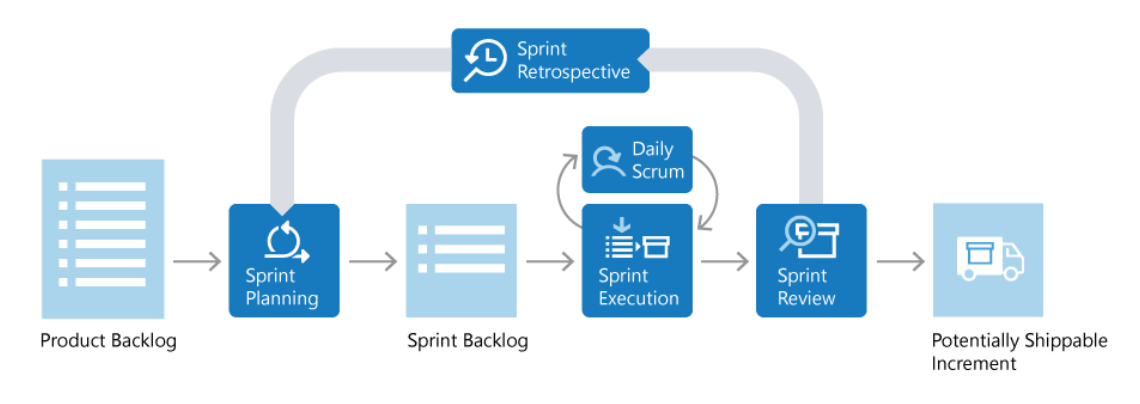 Sprint
Retrospective
Daily
Scrum
Sprint
Planning
Sprint
Execution
Sprint
Review
Product Backlog
Sprint Backlog
Potentially Shippable
Increment